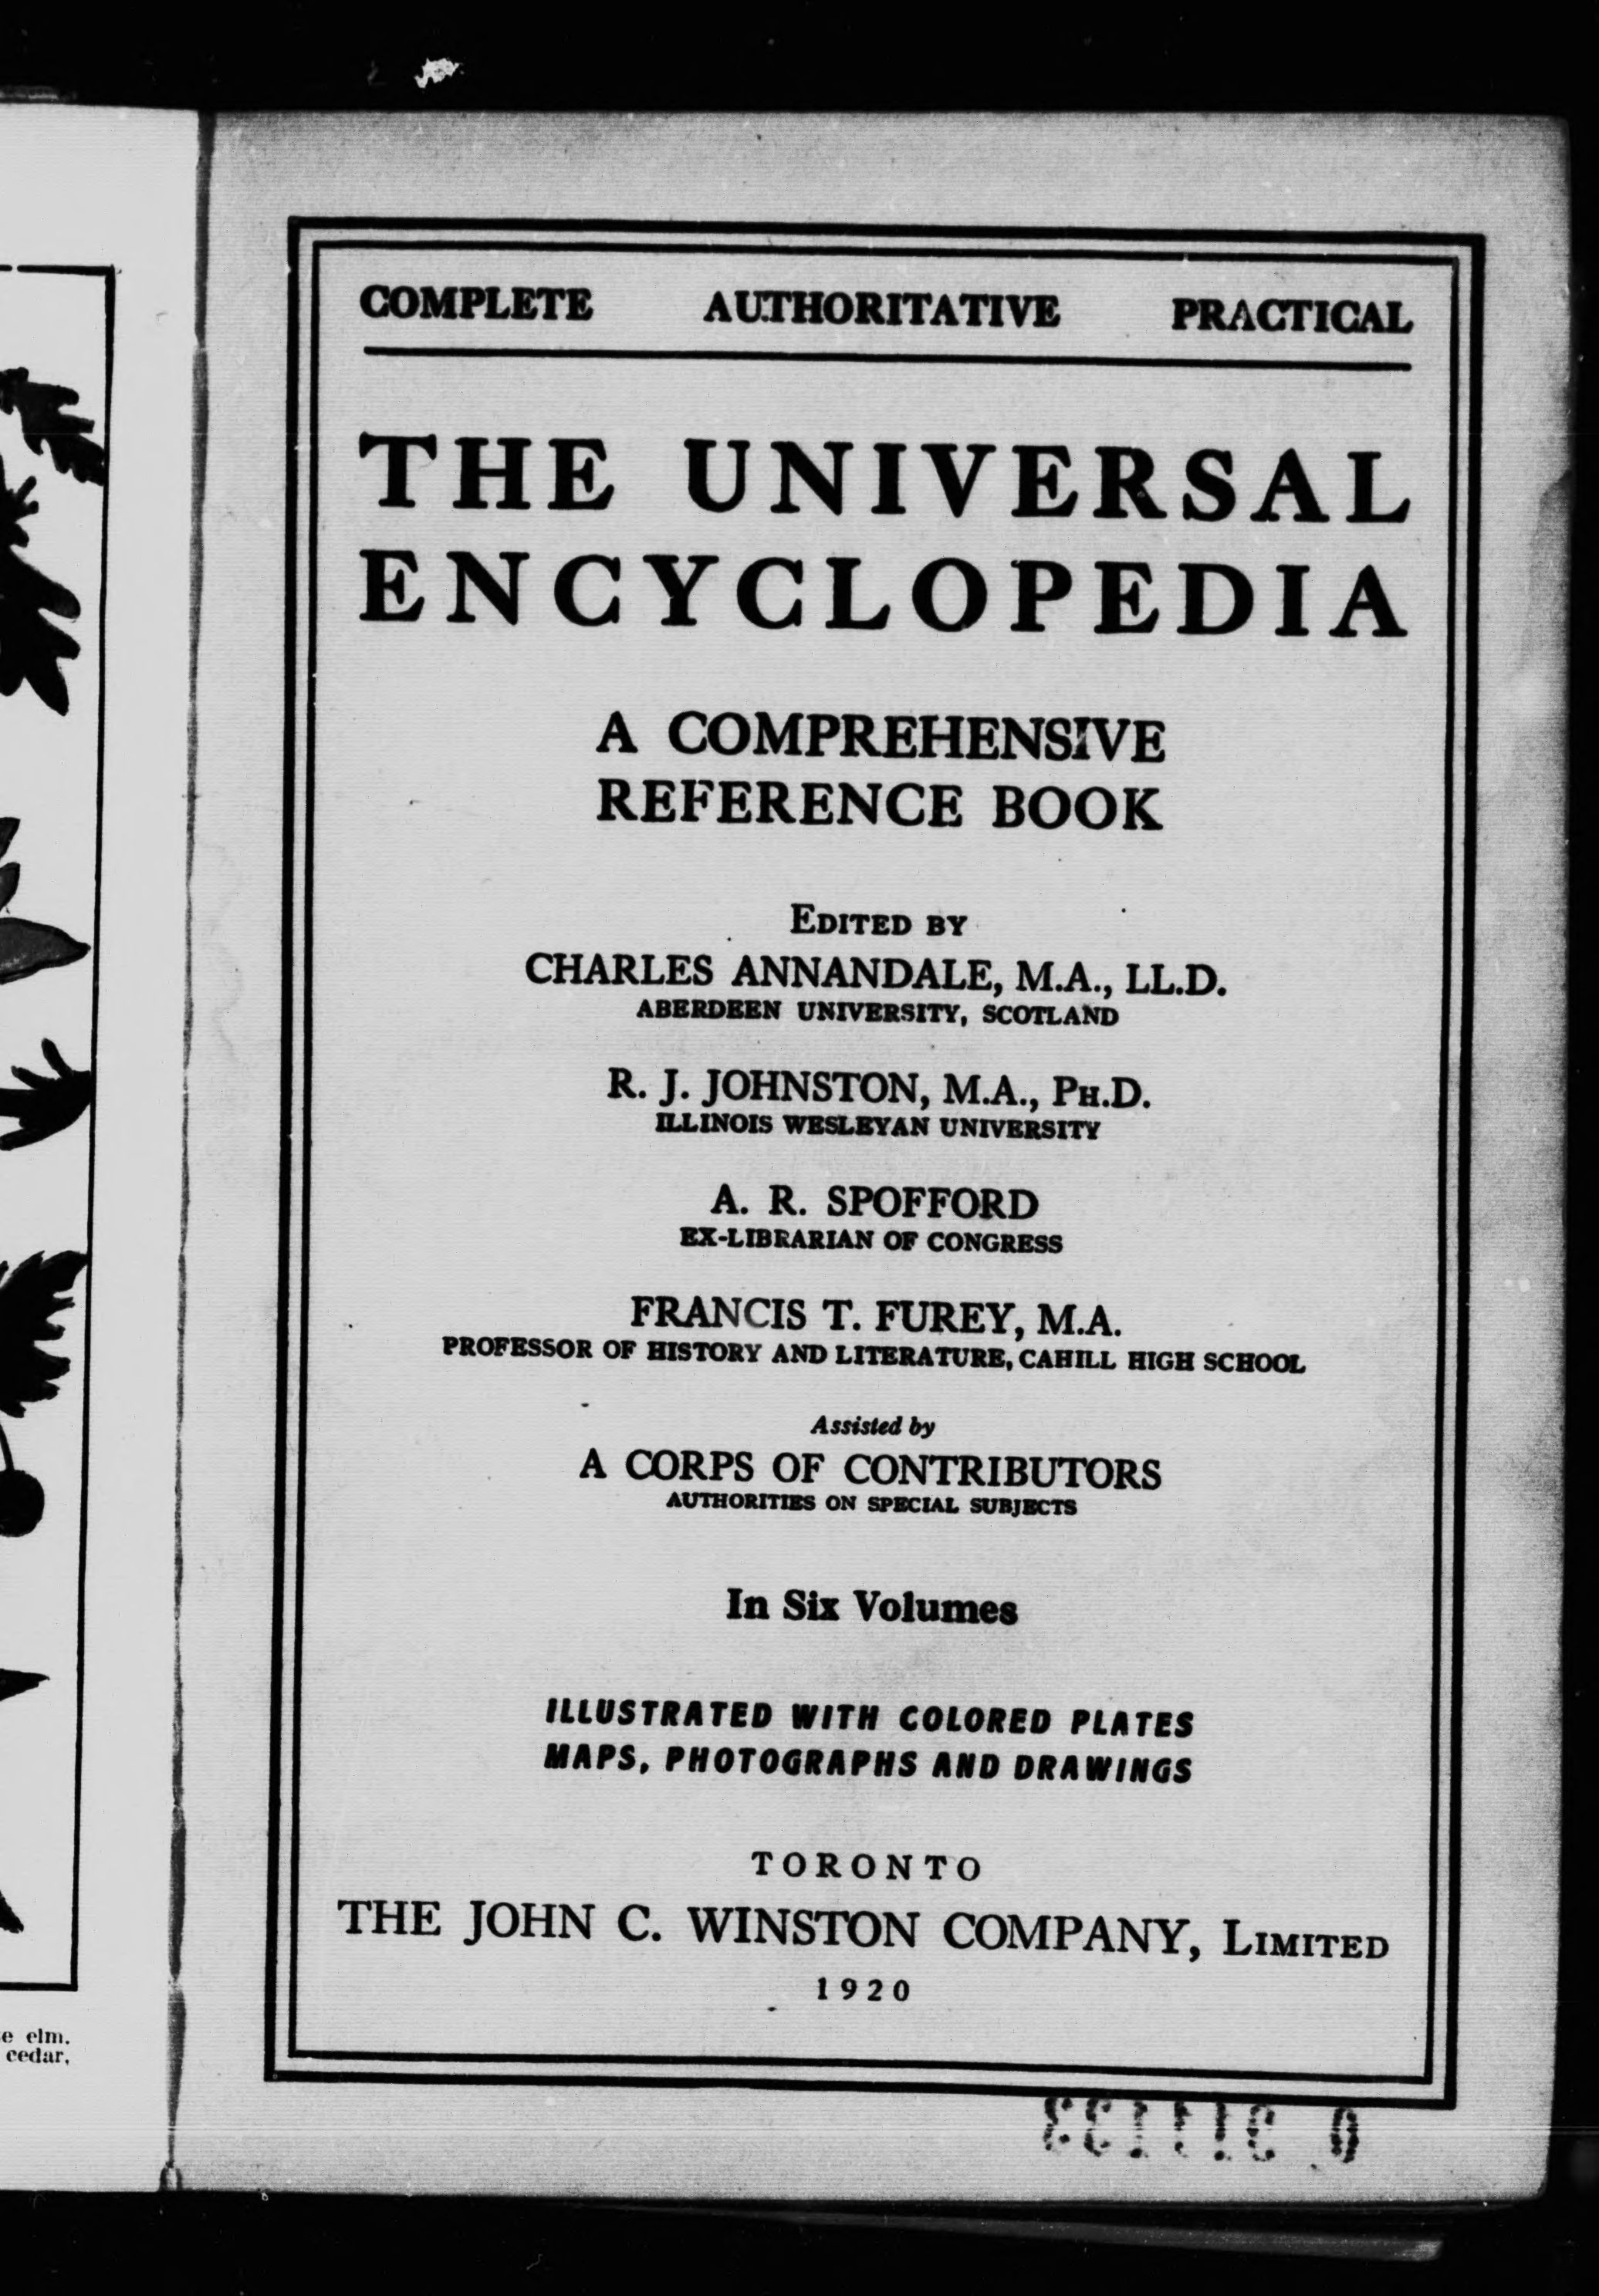 COMPLETE AUTHORITATIVE PRACTICAL
THE UNIVERSAL
ENCYCLOPEDIA
A COMPREHENSIVE
REFERENCE BOOK
EDITED BY
CHARLES ANNANDALE, M.A., LL.D.
ABERDEEN UNIVERSITY, SCOTLAND
R. J. JOHNSTON, M.A., PH.D.
ILLINOIS WESLEYAN UNIVERSITY
A. R. SPOFFORD
EX-LIBRARIAN OF CONGRESS
FRANCIS T. FUREY, M.A.
PROFESSOR OF HISTORY AND LITERATURE, CAHILL HIGH SCHOOL
Assisted by
A CORPS OF CONTRIBUTORS
AUTHORITIES ON SPECIAL SUBJECTS
In Six Volumes
ILLUSTRATED WITH COLORED PLATES
MAPS, PHOTOGRAPHS AND DRAWINGS
TORONTO
THE JOHN C. WINSTON COMPANY, LIMITED
1920
elm.
cedar,